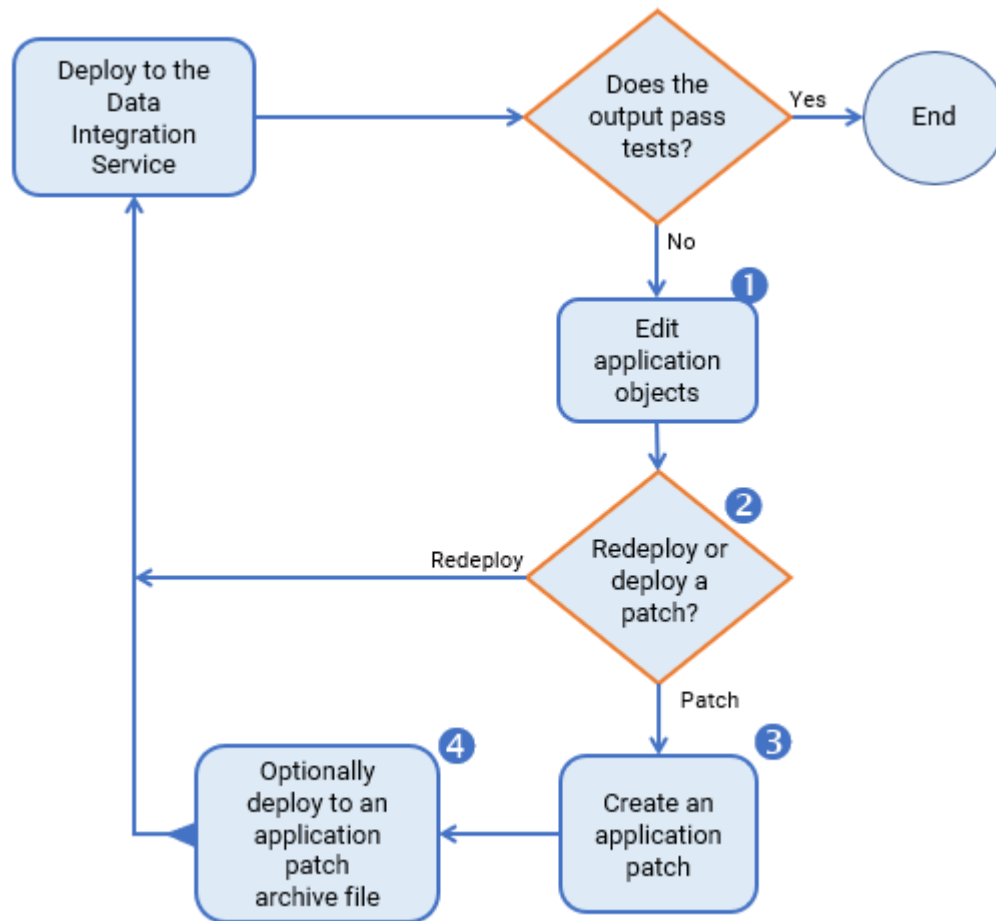 Deploy to the
Data
Integration
Service
Does the
output pass
tests?
Yes
End
No
1
Edit
application
objects
2
Redeploy or
deploy a
patch?
Redeploy
Patch
3
Create an
application
patch
4
Optionally
deploy to an
application
patch
archive file